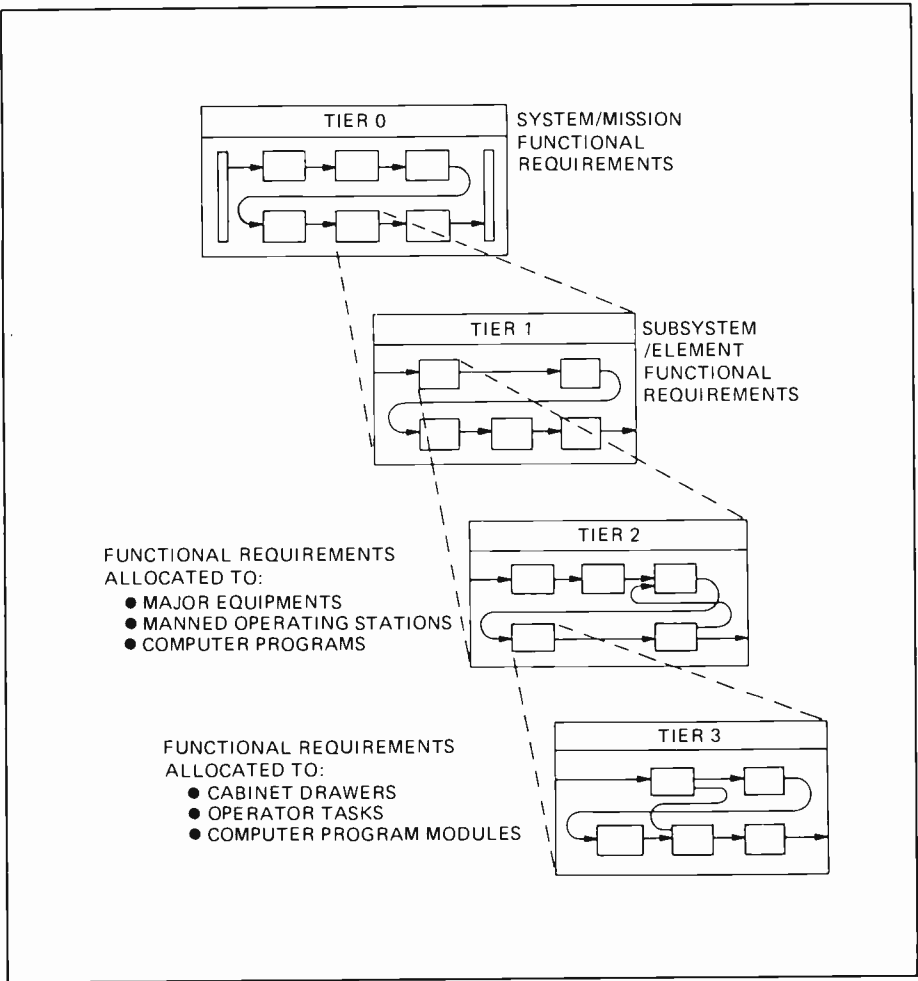 TIER 0
SYSTEM/MISSION
FUNCTIONAL
REQUIREMENTS
TIER 1
SUBSYSTEM
/ELEMENT
FUNCTIONAL
REQUIREMENTS
TIER 2
FUNCTIONAL REQUIREMENTS
ALLOCATED TO:
● MAJOR EQUIPMENTS
● MANNED OPERATING STATIONS
● COMPUTER PROGRAMS
TIER 3
FUNCTIONAL REQUIREMENTS
ALLOCATED TO:
● CABINET DRAWERS
● OPERATOR TASKS
● COMPUTER PROGRAM MODULES